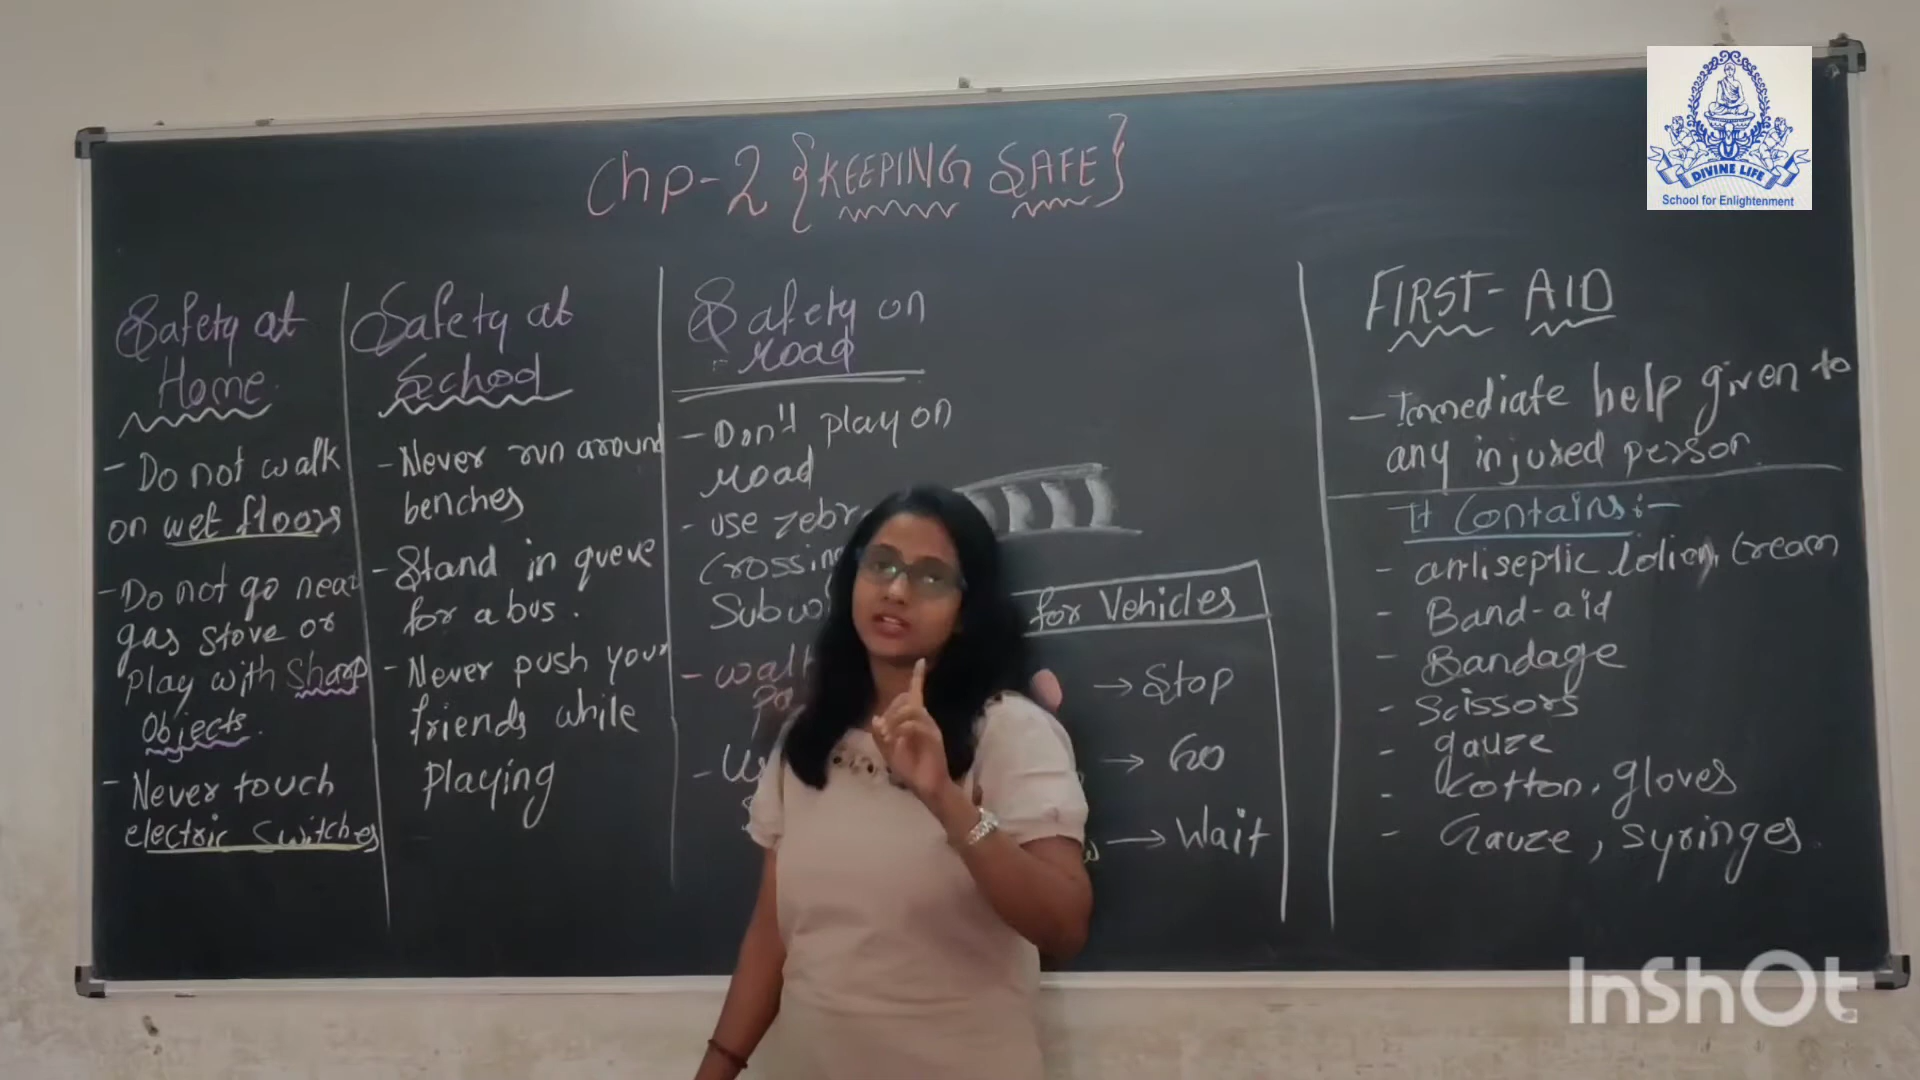 Chp-2 {KEEPING SAFE}
Safety at
Home
- Do not walk
on wet floors
- Do not go near
gas stove or
play with sharp
objects.
- Never touch
electric switches
Safety at
School
- Never run around
benches
- Stand in queue
for a bus.
- Never push your
friends while
playing
Safety on
road
- Don't play on
road
- use zebra
crossing
Subw
- walk
for Vehicles
→ Stop
→ Go
→ Wait
FIRST-AID
- Immediate help given to
any injured person.
It Contains:-
- antiseptic lotion, cream
- Band-aid
- Bandage
- Scissors
- gauze
- cotton, gloves
- Gauze, syringes.
DIVINE LIFE
School for Enlightenment
InShOt